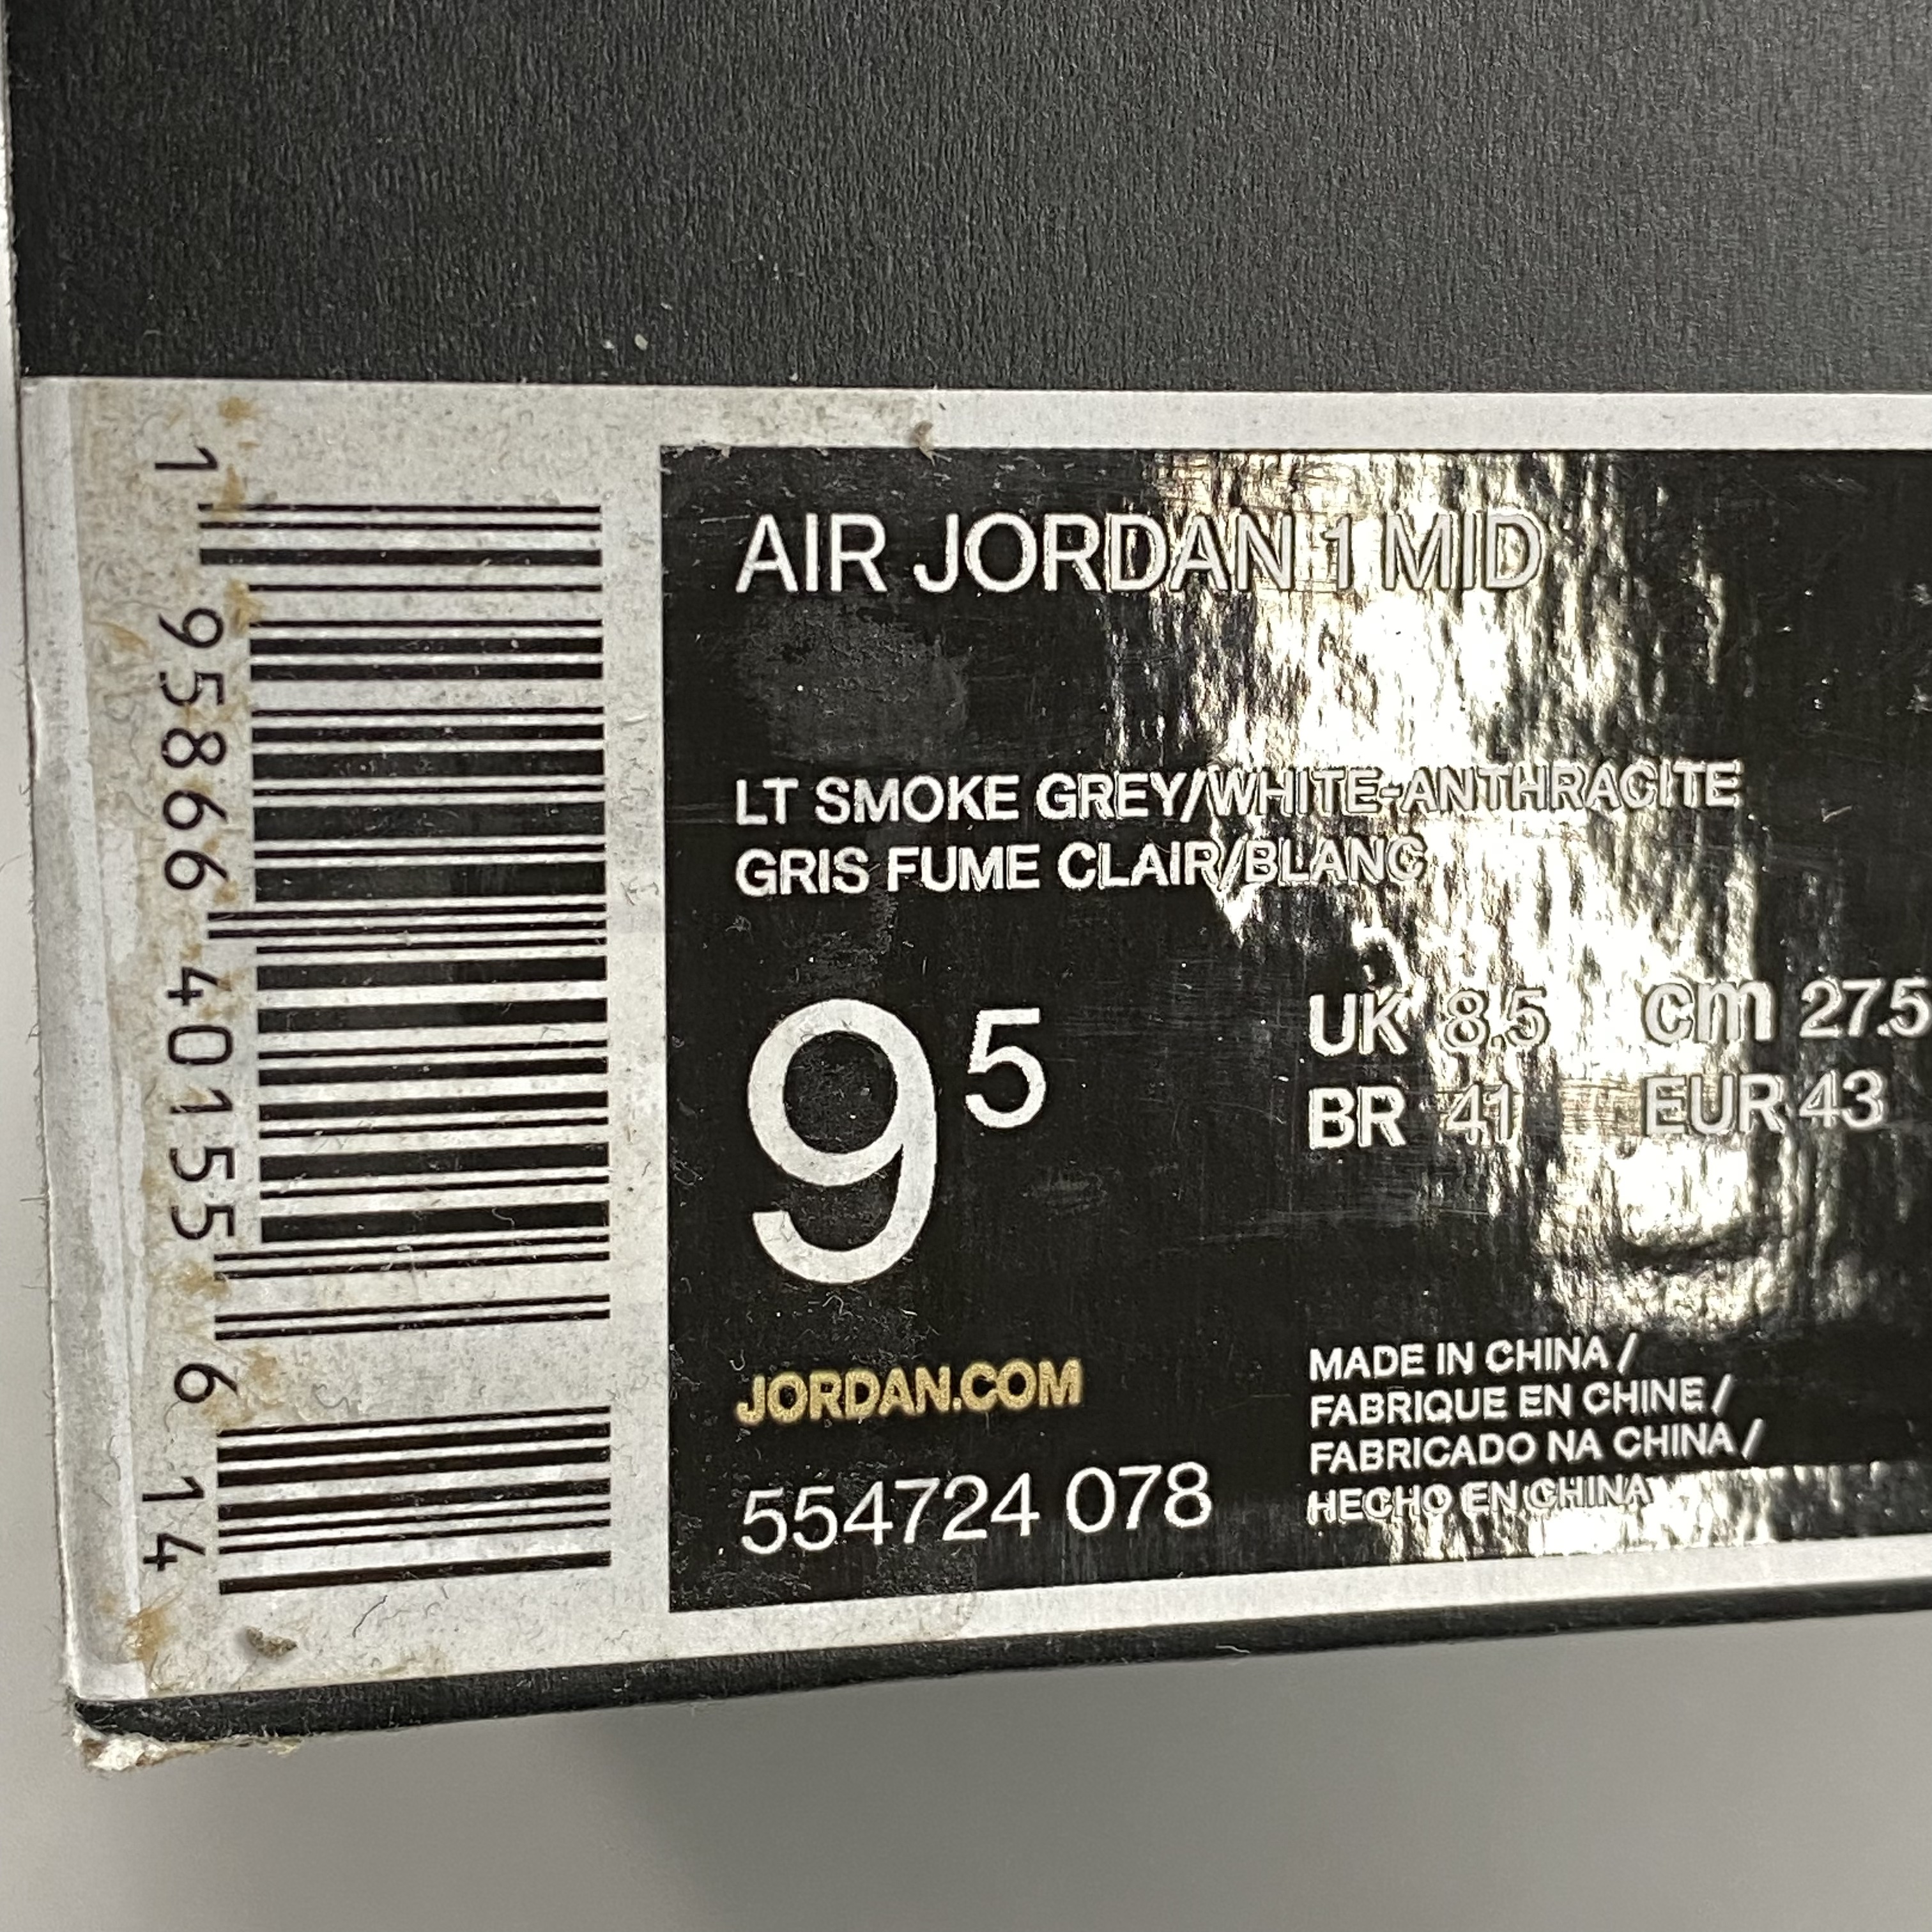 AIR JORDAN 1 MID
LT SMOKE GREY/WHITE-ANTHRACITE
GRIS FUME CLAIR/BLANC
9 5
UK 8.5 cm 27.5
BR 41 EUR 43
JORDAN.COM
554724 078
MADE IN CHINA /
FABRIQUE EN CHINE /
FABRICADO NA CHINA /
HECHO EN CHINA
1 95866 40155 6 14